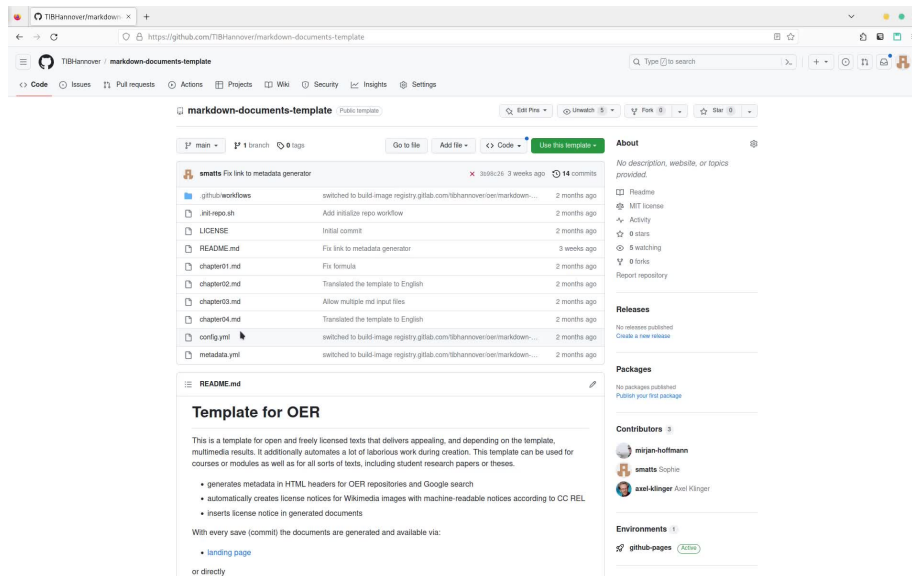 TIBHannover/markdown- × +
https://github.com/TIBHannover/markdown-documents-template
TIBHannover / markdown-documents-template
Type / to search
Code Issues Pull requests Actions Projects Wiki Security Insights Settings
markdown-documents-template Public template
Edit Pins Unwatch 5 Fork 0 Star 0
main 1 branch 0 tags Go to file Add file Code Use this template
smatts Fix link to metadata generator 3b98c26 3 weeks ago 14 commits
.github/workflows switched to build-image registry.gitlab.com/tibhannover/oer/markdown-... 2 months ago
.init-repo.sh Add initialize repo workflow 2 months ago
LICENSE Initial commit 2 months ago
README.md Fix link to metadata generator 3 weeks ago
chapter01.md Fix formula 2 months ago
chapter02.md Translated the template to English 2 months ago
chapter03.md Allow multiple md input files 2 months ago
chapter04.md Translated the template to English 2 months ago
config.yml switched to build-image registry.gitlab.com/tibhannover/oer/markdown-... 2 months ago
metadata.yml switched to build-image registry.gitlab.com/tibhannover/oer/markdown-... 2 months ago
README.md
Template for OER
This is a template for open and freely licensed texts that delivers appealing, and depending on the template,
multimedia results. It additionally automates a lot of laborious work during creation. This template can be used for
courses or modules as well as for all sorts of texts, including student research papers or theses.
• generates metadata in HTML headers for OER repositories and Google search
• automatically creates license notices for Wikimedia images with machine-readable notices according to CC REL
• inserts license notice in generated documents
With every save (commit) the documents are generated and available via:
• landing page
or directly
About
No description, website, or topics
provided.
Readme
MIT license
Activity
0 stars
5 watching
0 forks
Report repository
Releases
No releases published
Create a new release
Packages
No packages published
Publish your first package
Contributors 3
mirjan-hoffmann
smatts Sophie
axel-klinger Axel Klinger
Environments 1
github-pages Active